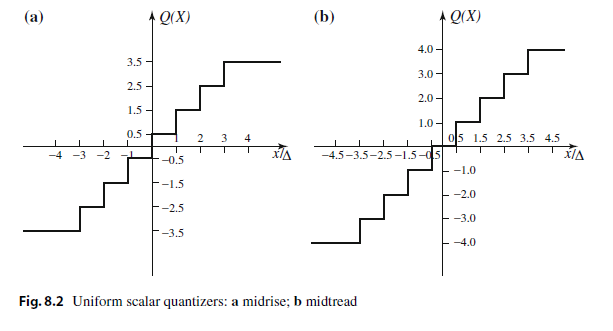 (a)
Q(X)
3.5
2.5
1.5
0.5
-4 -3 -2 -1
1 2 3 4
x/Δ
-0.5
-1.5
-2.5
-3.5
(b)
Q(X)
4.0
3.0
2.0
1.0
0.5 1.5 2.5 3.5 4.5
-4.5 -3.5 -2.5 -1.5 -0.5
x/Δ
-1.0
-2.0
-3.0
-4.0
Fig. 8.2 Uniform scalar quantizers: a midrise; b midtread